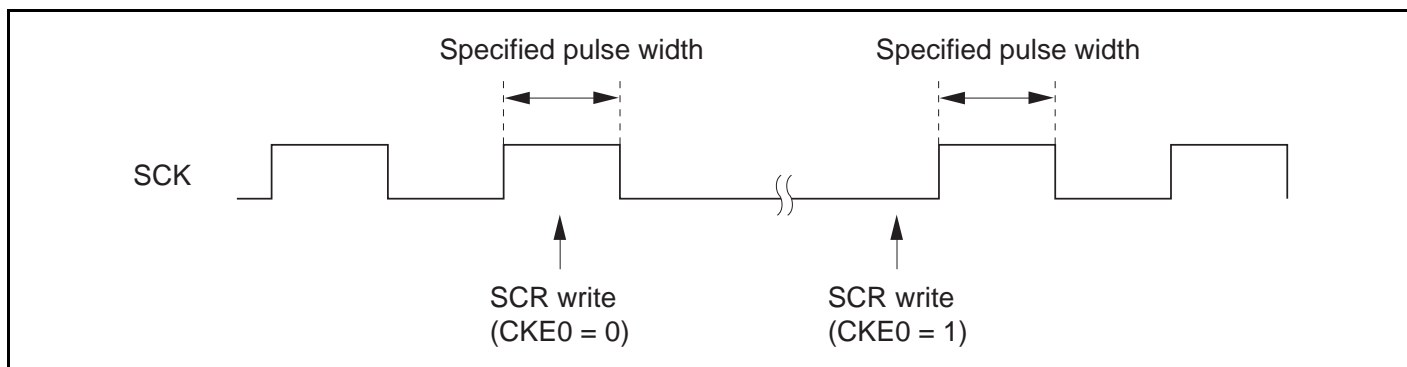 Specified pulse width
Specified pulse width
SCK
SCR write
(CKE0 = 0)
SCR write
(CKE0 = 1)